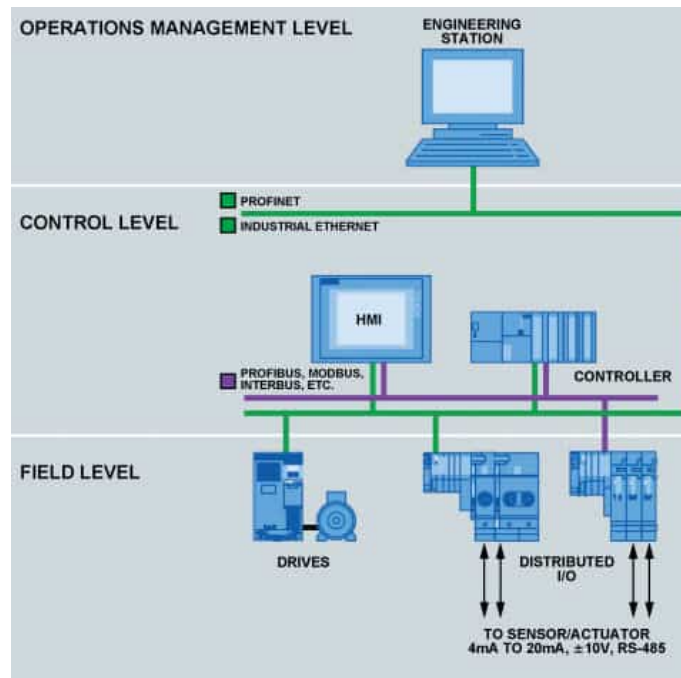 OPERATIONS MANAGEMENT LEVEL
ENGINEERING
STATION
PROFINET
CONTROL LEVEL
INDUSTRIAL ETHERNET
HMI
PROFIBUS, MODBUS,
INTERBUS, ETC.
CONTROLLER
FIELD LEVEL
DRIVES
DISTRIBUTED
I/O
TO SENSOR/ACTUATOR
4mA TO 20mA, ±10V, RS-485